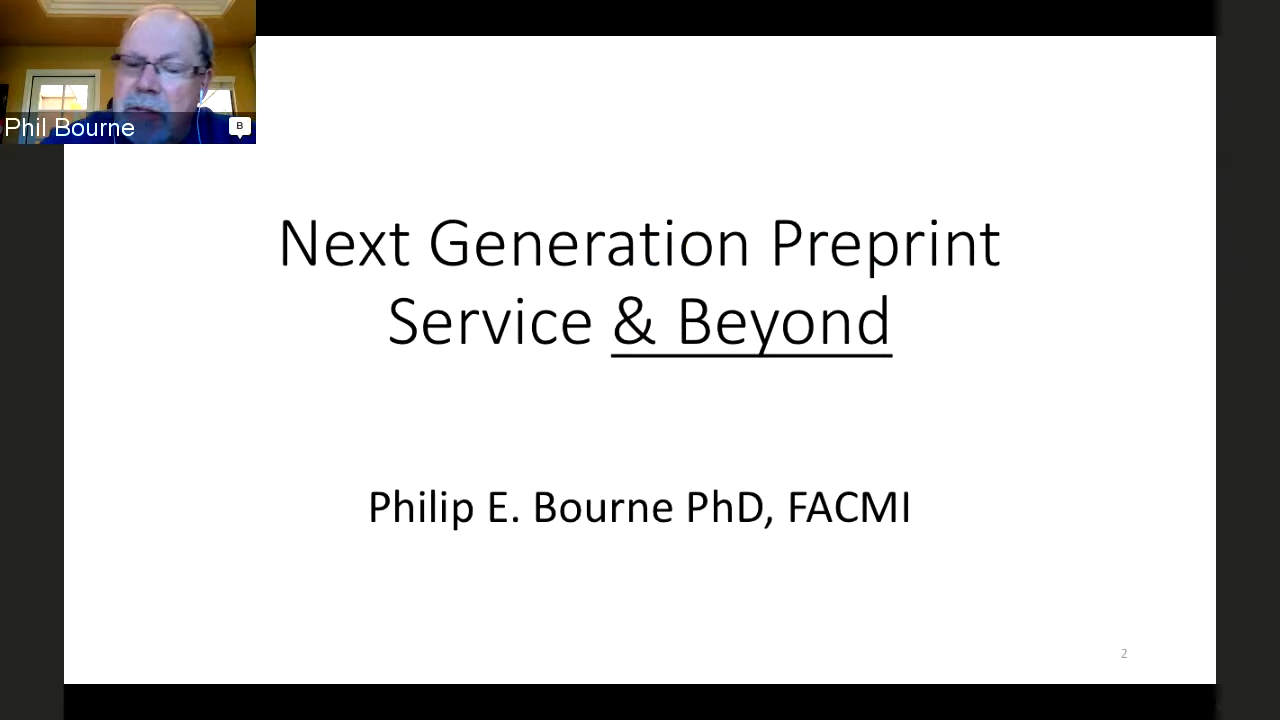 Phil Bourne
B
Next Generation Preprint
Service & Beyond
Philip E. Bourne PhD, FACMI
2